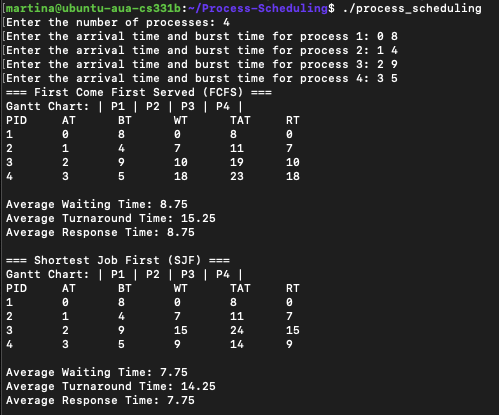 [martina@ubuntu-aua-cs331b:~/Process-Scheduling$ ./process_scheduling
[Enter the number of processes: 4
[Enter the arrival time and burst time for process 1: 0 8
[Enter the arrival time and burst time for process 2: 1 4
[Enter the arrival time and burst time for process 3: 2 9
[Enter the arrival time and burst time for process 4: 3 5
=== First Come First Served (FCFS) ===
Gantt Chart: | P1 | P2 | P3 | P4 |
PID AT BT WT TAT RT
1 0 8 0 8 0
2 1 4 7 11 7
3 2 9 10 19 10
4 3 5 18 23 18
Average Waiting Time: 8.75
Average Turnaround Time: 15.25
Average Response Time: 8.75
=== Shortest Job First (SJF) ===
Gantt Chart: | P1 | P2 | P3 | P4 |
PID AT BT WT TAT RT
1 0 8 0 8 0
2 1 4 7 11 7
3 2 9 15 24 15
4 3 5 9 14 9
Average Waiting Time: 7.75
Average Turnaround Time: 14.25
Average Response Time: 7.75